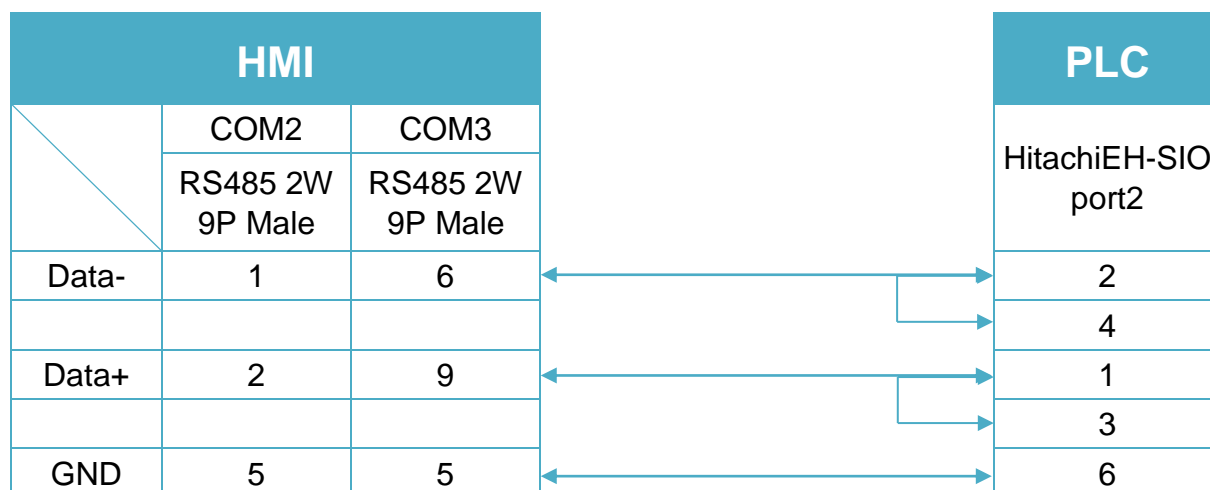 HMI PLC
COM2 COM3 HitachiEH-SIO port2
RS485 2W 9P Male RS485 2W 9P Male
Data- 1 6 2
4
Data+ 2 9 1
3
GND 5 5 6